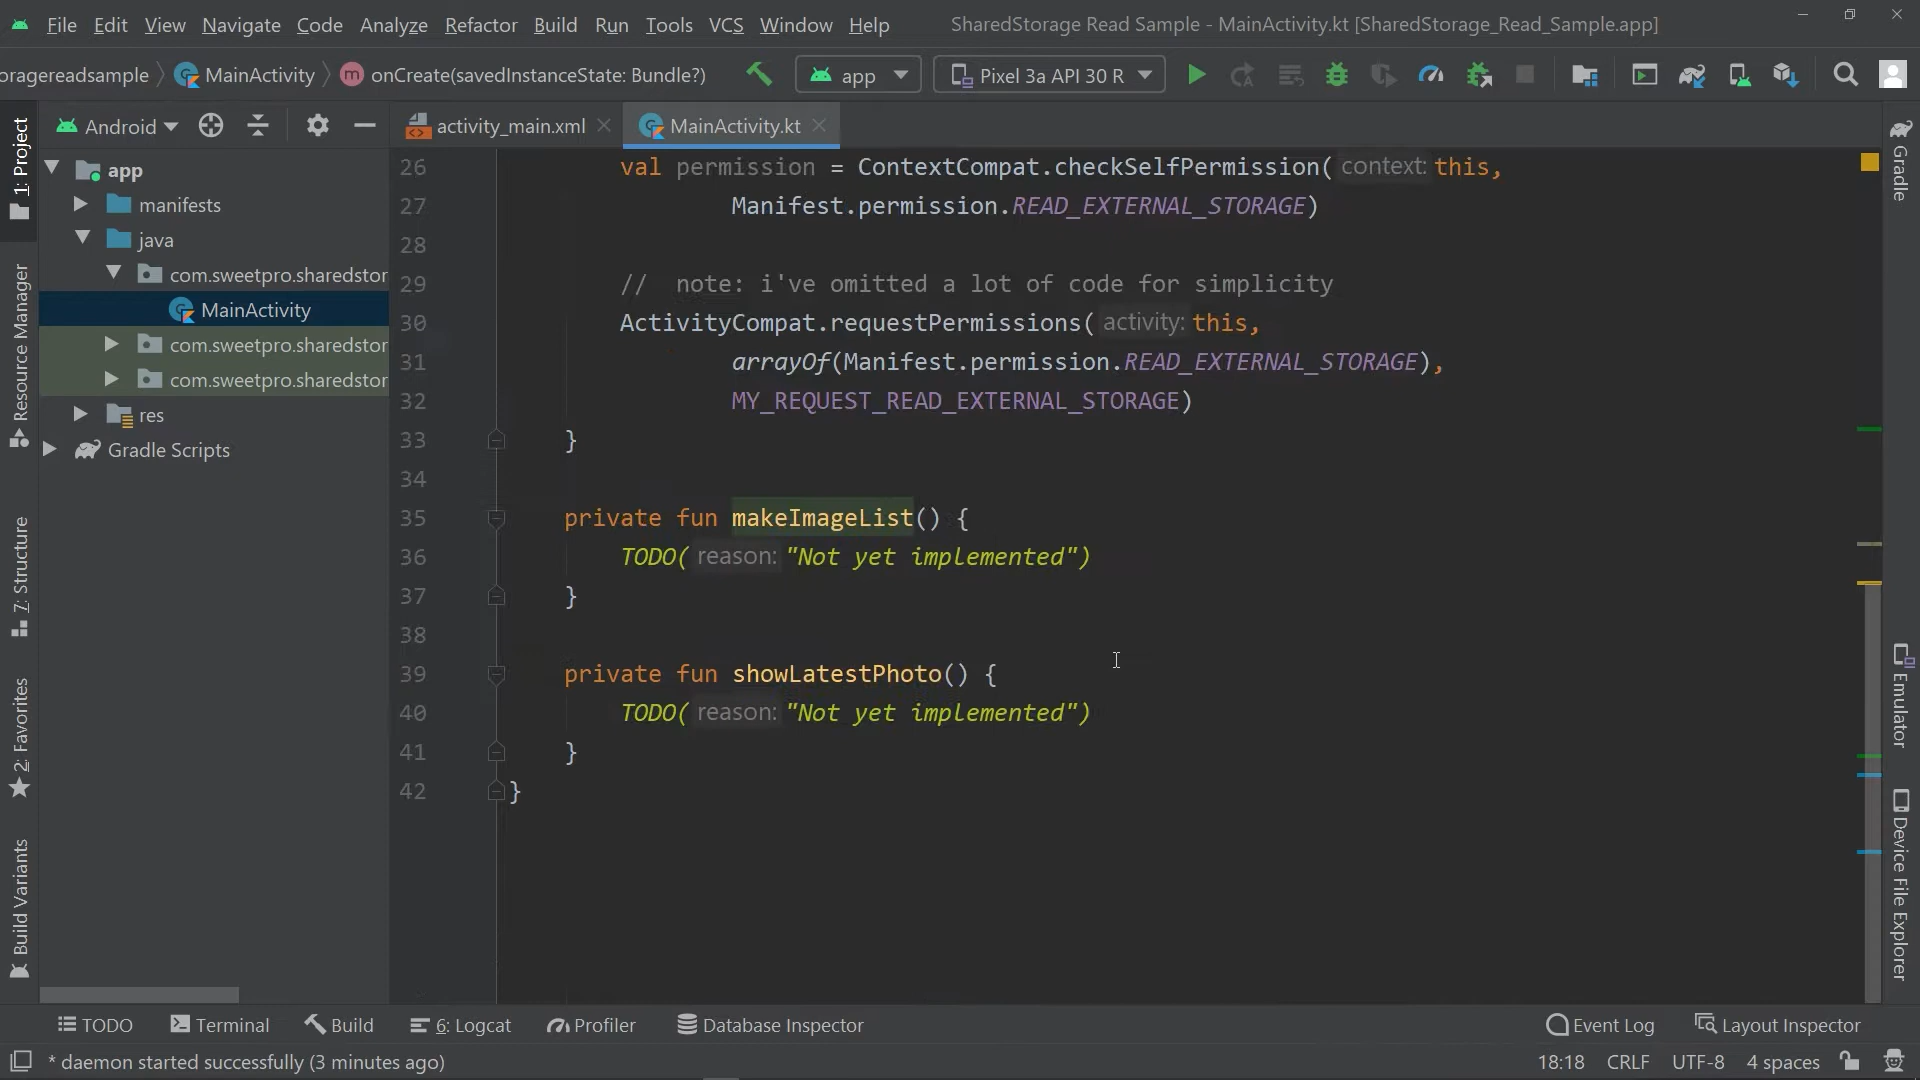 File Edit View Navigate Code Analyze Refactor Build Run Tools VCS Window Help SharedStorage Read Sample - MainActivity.kt [SharedStorage_Read_Sample.app]
oragereadsample MainActivity m onCreate(savedInstanceState: Bundle?) app Pixel 3a API 30 R
1: Project
Resource Manager
7: Structure
2: Favorites
Build Variants
Android
app
manifests
java
com.sweetpro.sharedstor
MainActivity
com.sweetpro.sharedstor
com.sweetpro.sharedstor
res
Gradle Scripts
activity_main.xml MainActivity.kt
26 val permission = ContextCompat.checkSelfPermission( context: this,
27 Manifest.permission.READ_EXTERNAL_STORAGE)
28
29 // note: i've omitted a lot of code for simplicity
30 ActivityCompat.requestPermissions( activity: this,
31 arrayOf(Manifest.permission.READ_EXTERNAL_STORAGE),
32 MY_REQUEST_READ_EXTERNAL_STORAGE)
33 }
34
35 private fun makeImageList() {
36 TODO( reason: "Not yet implemented")
37 }
38
39 private fun showLatestPhoto() {
40 TODO( reason: "Not yet implemented")
41 }
42 }
Gradle
Emulator
Device File Explorer
TODO Terminal Build 6: Logcat Profiler Database Inspector Event Log Layout Inspector
* daemon started successfully (3 minutes ago) 18:18 CRLF UTF-8 4 spaces